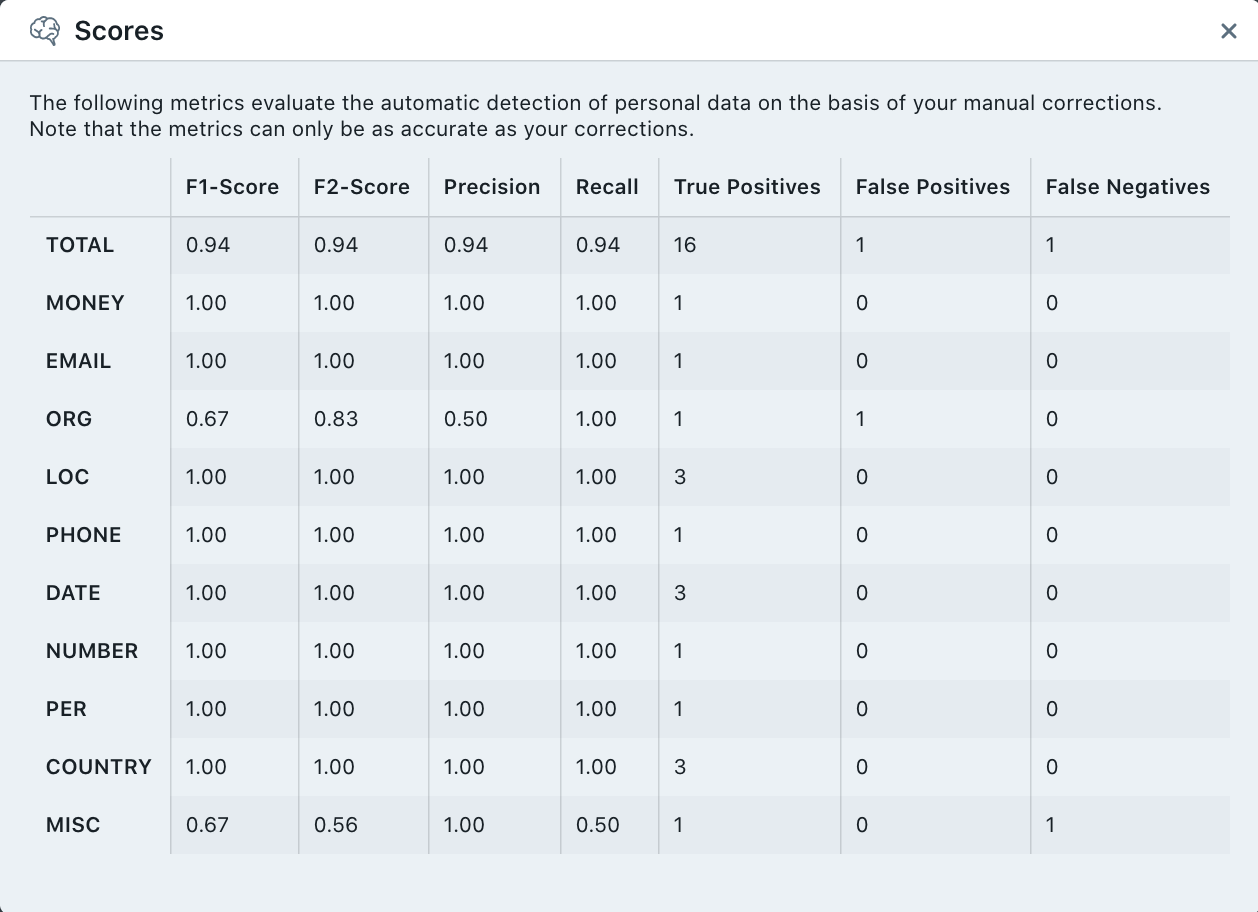 Scores
The following metrics evaluate the automatic detection of personal data on the basis of your manual corrections.
Note that the metrics can only be as accurate as your corrections.
F1-Score F2-Score Precision Recall True Positives False Positives False Negatives
TOTAL 0.94 0.94 0.94 0.94 16 1 1
MONEY 1.00 1.00 1.00 1.00 1 0 0
EMAIL 1.00 1.00 1.00 1.00 1 0 0
ORG 0.67 0.83 0.50 1.00 1 1 0
LOC 1.00 1.00 1.00 1.00 3 0 0
PHONE 1.00 1.00 1.00 1.00 1 0 0
DATE 1.00 1.00 1.00 1.00 3 0 0
NUMBER 1.00 1.00 1.00 1.00 1 0 0
PER 1.00 1.00 1.00 1.00 1 0 0
COUNTRY 1.00 1.00 1.00 1.00 3 0 0
MISC 0.67 0.56 1.00 0.50 1 0 1